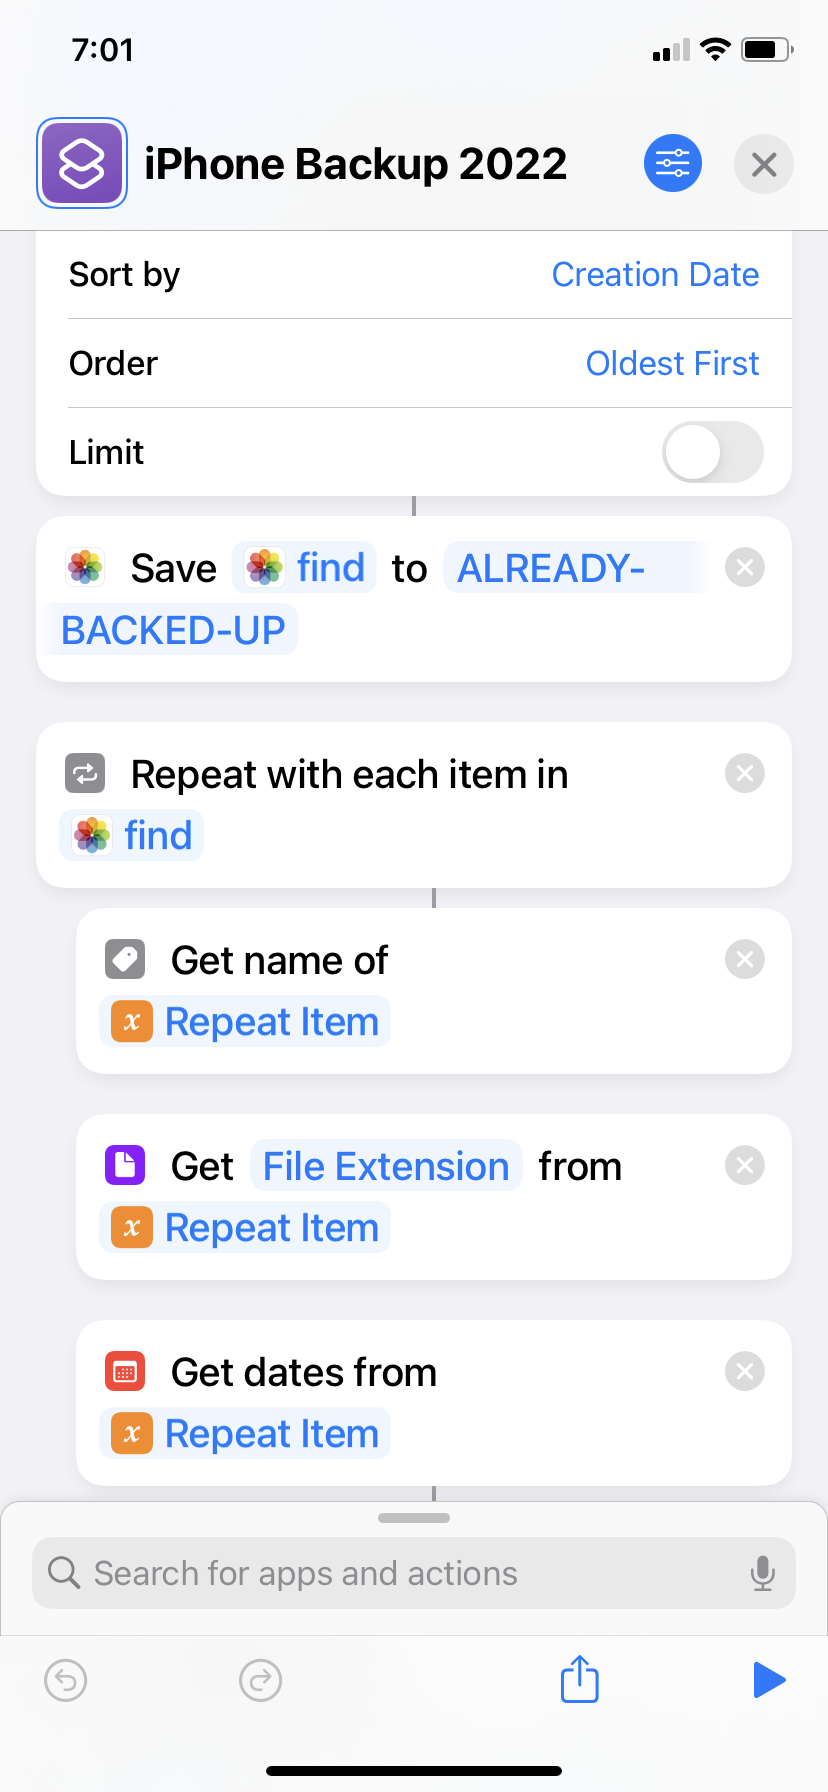 7:01
iPhone Backup 2022
Sort by Creation Date
Order Oldest First
Limit
Save find to ALREADY-
BACKED-UP
Repeat with each item in
find
Get name of
x Repeat Item
Get File Extension from
x Repeat Item
Get dates from
x Repeat Item
Search for apps and actions